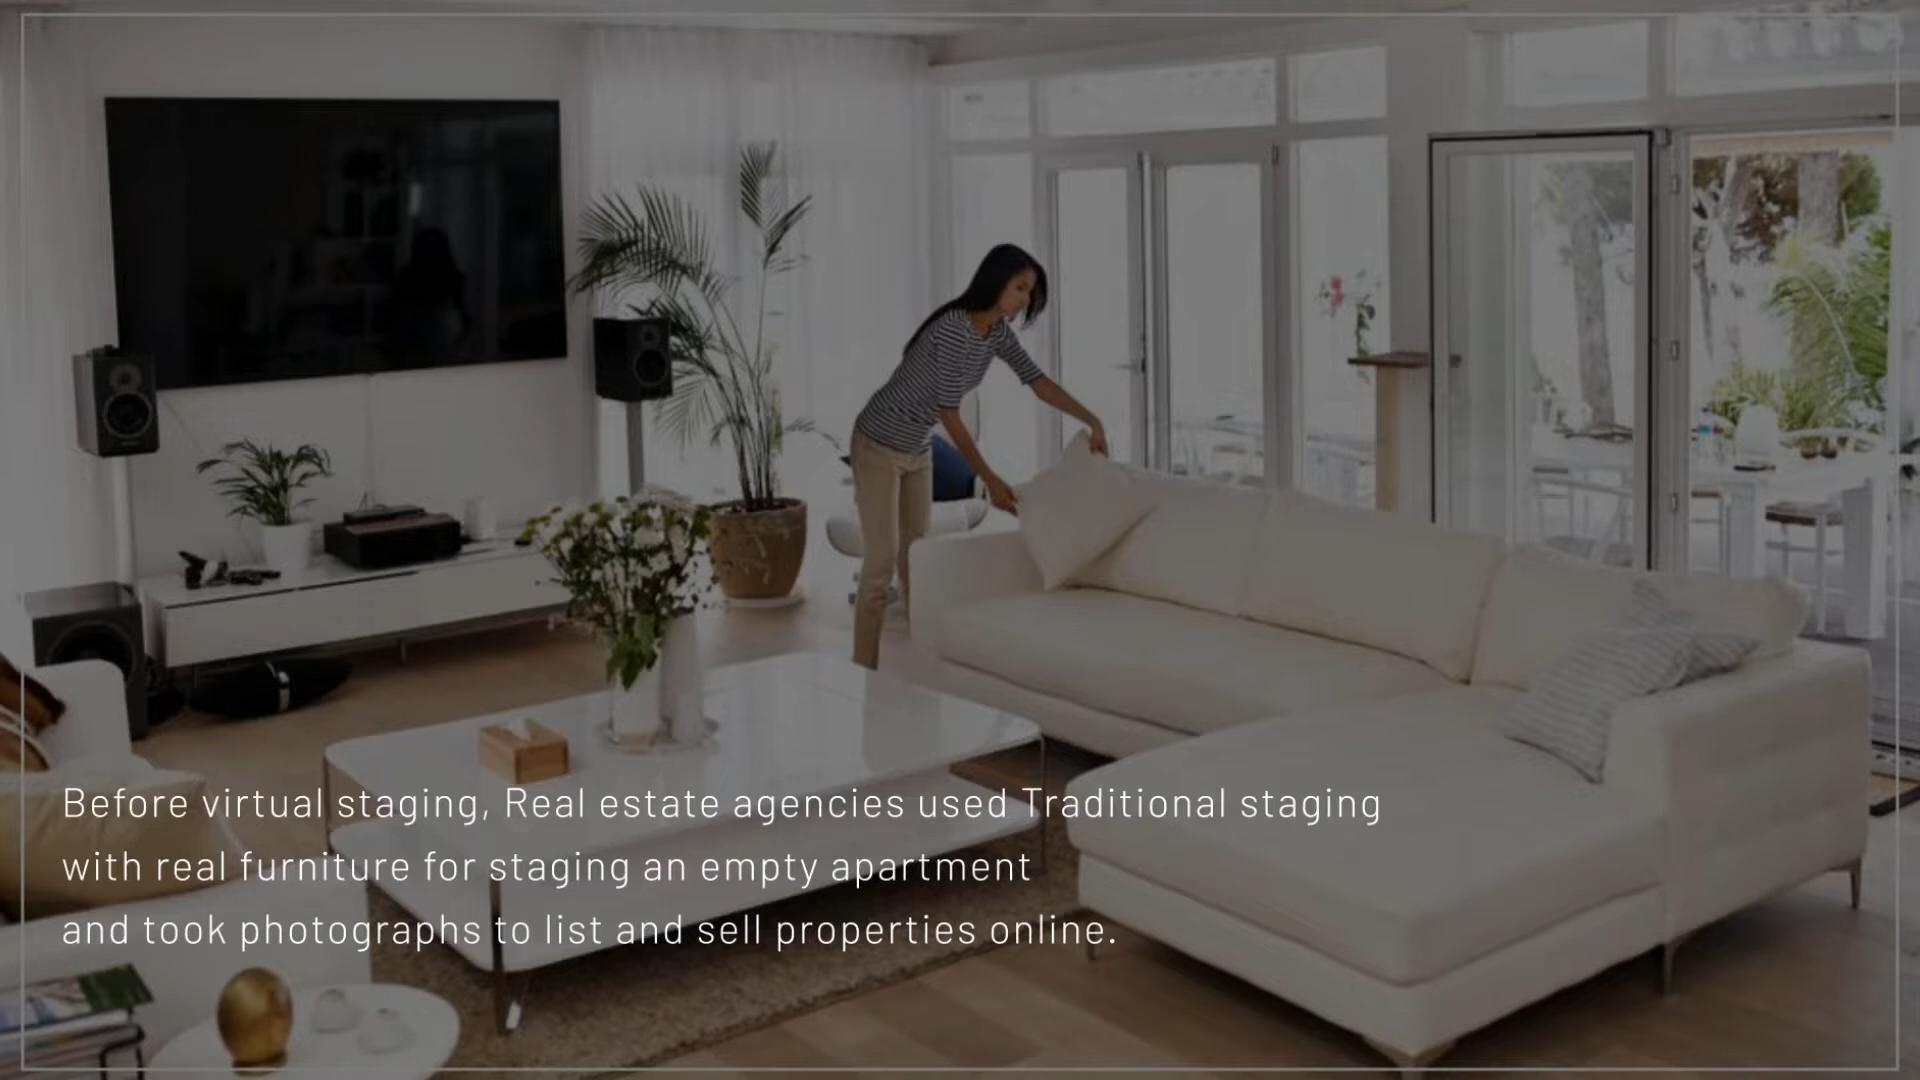 Before virtual staging, Real estate agencies used Traditional staging
with real furniture for staging an empty apartment
and took photographs to list and sell properties online.